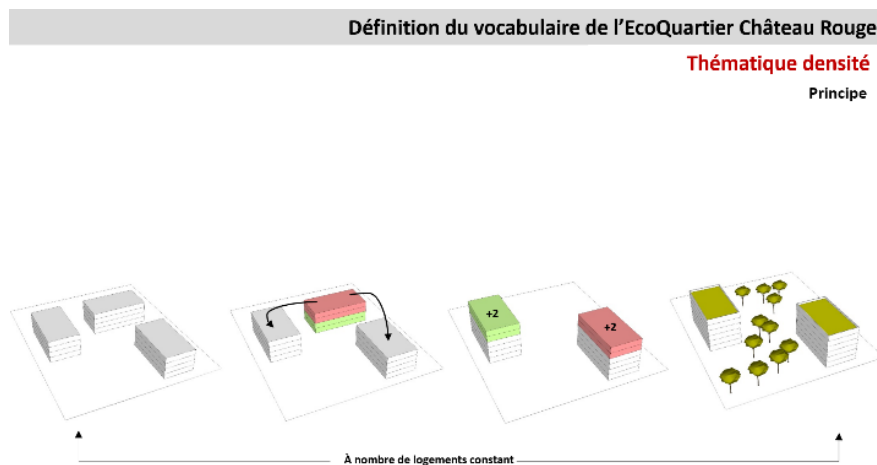 Définition du vocabulaire de l'EcoQuartier Château Rouge
Thématique densité
Principe
+2
+2
À nombre de logements constant